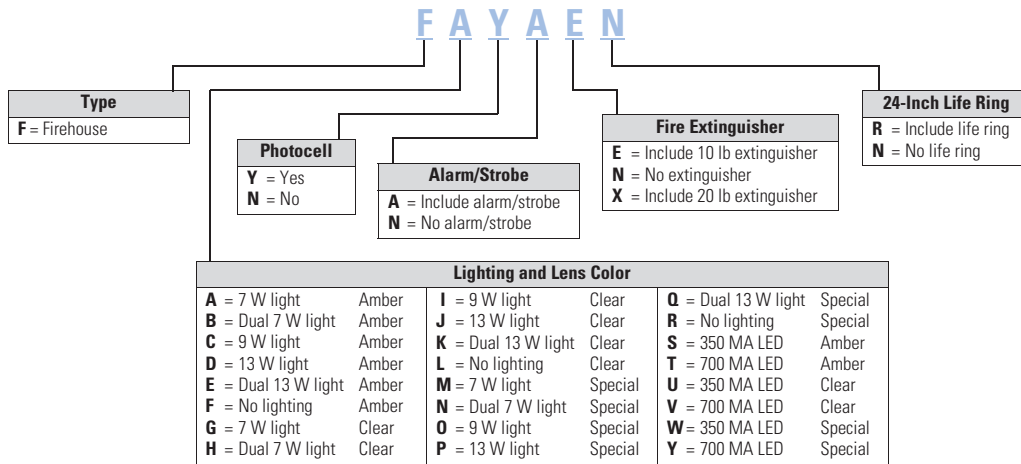 F A Y A E N
Type
F = Firehouse
Photocell
Y = Yes
N = No
Alarm/Strobe
A = Include alarm/strobe
N = No alarm/strobe
Fire Extinguisher
E = Include 10 lb extinguisher
N = No extinguisher
X = Include 20 lb extinguisher
24-Inch Life Ring
R = Include life ring
N = No life ring
Lighting and Lens Color
A = 7 W light Amber
B = Dual 7 W light Amber
C = 9 W light Amber
D = 13 W light Amber
E = Dual 13 W light Amber
F = No lighting Amber
G = 7 W light Clear
H = Dual 7 W light Clear
I = 9 W light Clear
J = 13 W light Clear
K = Dual 13 W light Clear
L = No lighting Clear
M = 7 W light Special
N = Dual 7 W light Special
O = 9 W light Special
P = 13 W light Special
Q = Dual 13 W light Special
R = No lighting Special
S = 350 MA LED Amber
T = 700 MA LED Amber
U = 350 MA LED Clear
V = 700 MA LED Clear
W = 350 MA LED Special
Y = 700 MA LED Special